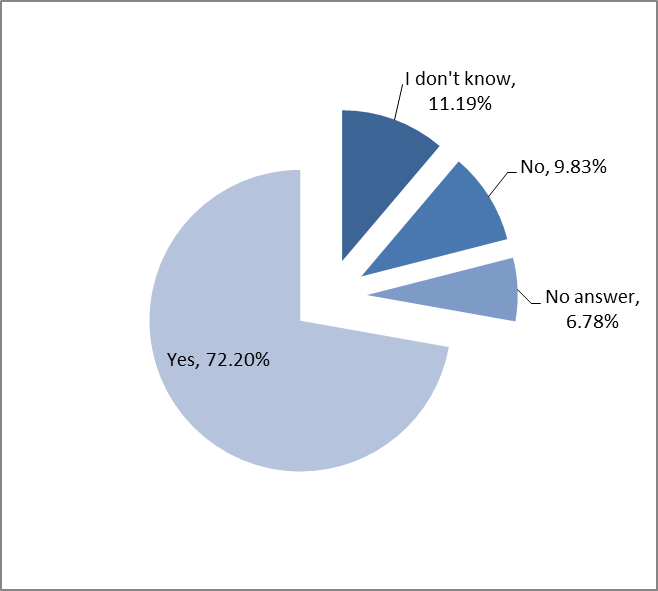 I don't know,
11.19%
No, 9.83%
No answer,
6.78%
Yes, 72.20%